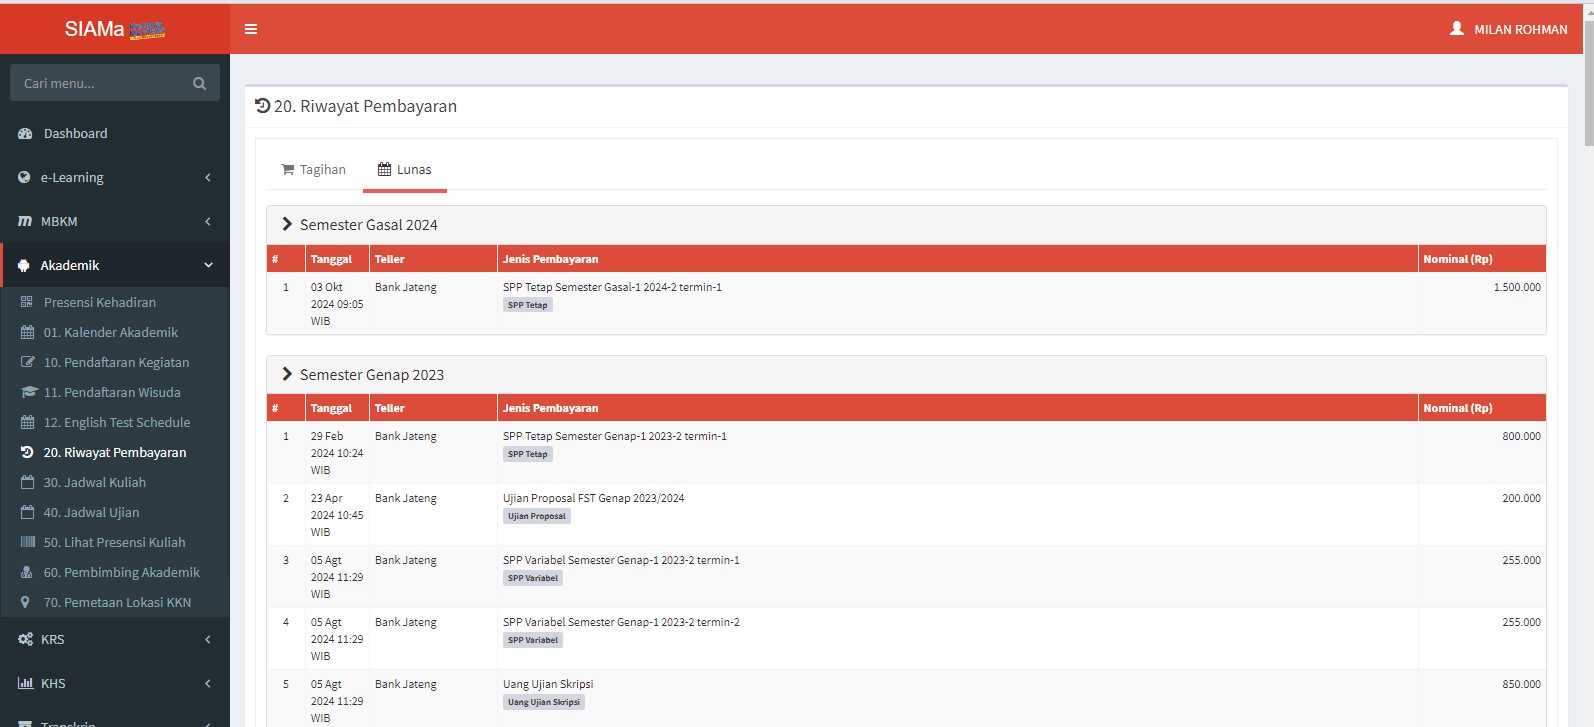 SIAMa
MILAN ROHMAN
Cari menu...
Dashboard
e-Learning
MBKM
Akademik
Presensi Kehadiran
01. Kalender Akademik
10. Pendaftaran Kegiatan
11. Pendaftaran Wisuda
12. English Test Schedule
20. Riwayat Pembayaran
30. Jadwal Kuliah
40. Jadwal Ujian
50. Lihat Presensi Kuliah
60. Pembimbing Akademik
70. Pemetaan Lokasi KKN
KRS
KHS
Transkrip
20. Riwayat Pembayaran
Tagihan Lunas
Semester Gasal 2024
# Tanggal Teller Jenis Pembayaran Nominal (Rp)
1 03 Okt Bank Jateng SPP Tetap Semester Gasal-1 2024-2 termin-1 1.500.000
2024 09:05 SPP Tetap
WIB
Semester Genap 2023
# Tanggal Teller Jenis Pembayaran Nominal (Rp)
1 29 Feb Bank Jateng SPP Tetap Semester Genap-1 2023-2 termin-1 800.000
2024 10:24 SPP Tetap
WIB
2 23 Apr Bank Jateng Ujian Proposal FST Genap 2023/2024 200.000
2024 10:45 Ujian Proposal
WIB
3 05 Agt Bank Jateng SPP Variabel Semester Genap-1 2023-2 termin-1 255.000
2024 11:29 SPP Variabel
WIB
4 05 Agt Bank Jateng SPP Variabel Semester Genap-1 2023-2 termin-2 255.000
2024 11:29 SPP Variabel
WIB
5 05 Agt Bank Jateng Uang Ujian Skripsi 850.000
2024 11:29 Uang Ujian Skripsi
WIB